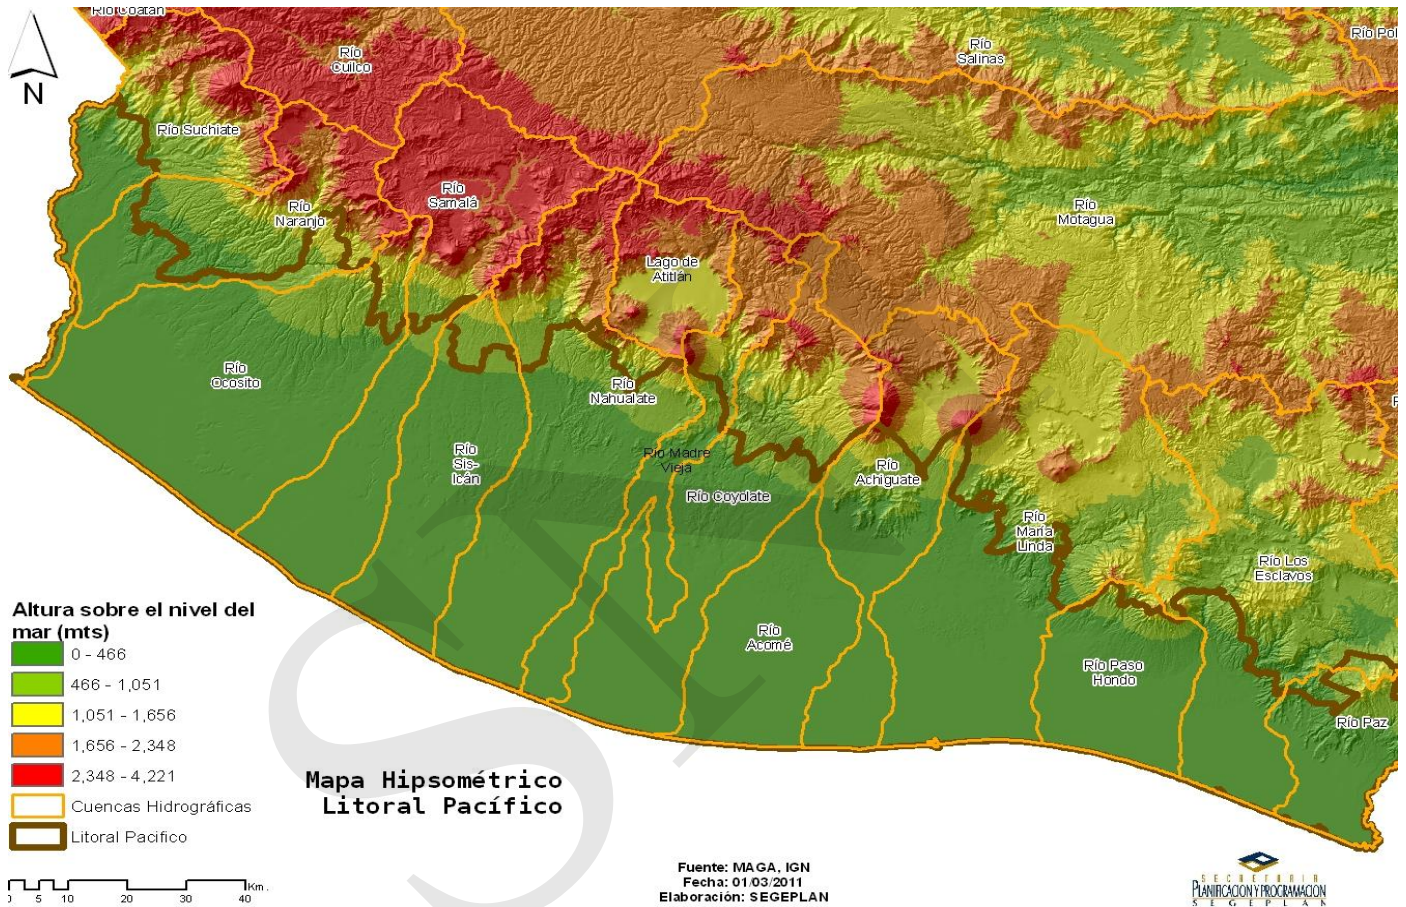 Río Coatán
N
Río
Cuilco
Río
Salinas
Río Pol
Río Suchiate
Río
Samalá
Río
Naranjo
Río
Motagua
Lago de
Atitlán
Río
Ocosito
Río
Nahualate
Río
Sis-
Icán
Río Madre
Vieja
Río Coyolate
Río
Achiguate
Río
María
Linda
Río Los
Esclavos
Río
Acomé
Río Paso
Hondo
Río Paz
Altura sobre el nivel del
mar (mts)
0 - 466
466 - 1,051
1,051 - 1,656
1,656 - 2,348
2,348 - 4,221
Cuencas Hidrográficas
Litoral Pacifico
Mapa Hipsométrico
Litoral Pacífico
Km.
0 5 10 20 30 40
Fuente: MAGA, IGN
Fecha: 01/03/2011
Elaboración: SEGEPLAN
SECRETARIA
PLANIFICACION Y PROGRAMACION
SEGEPLAN